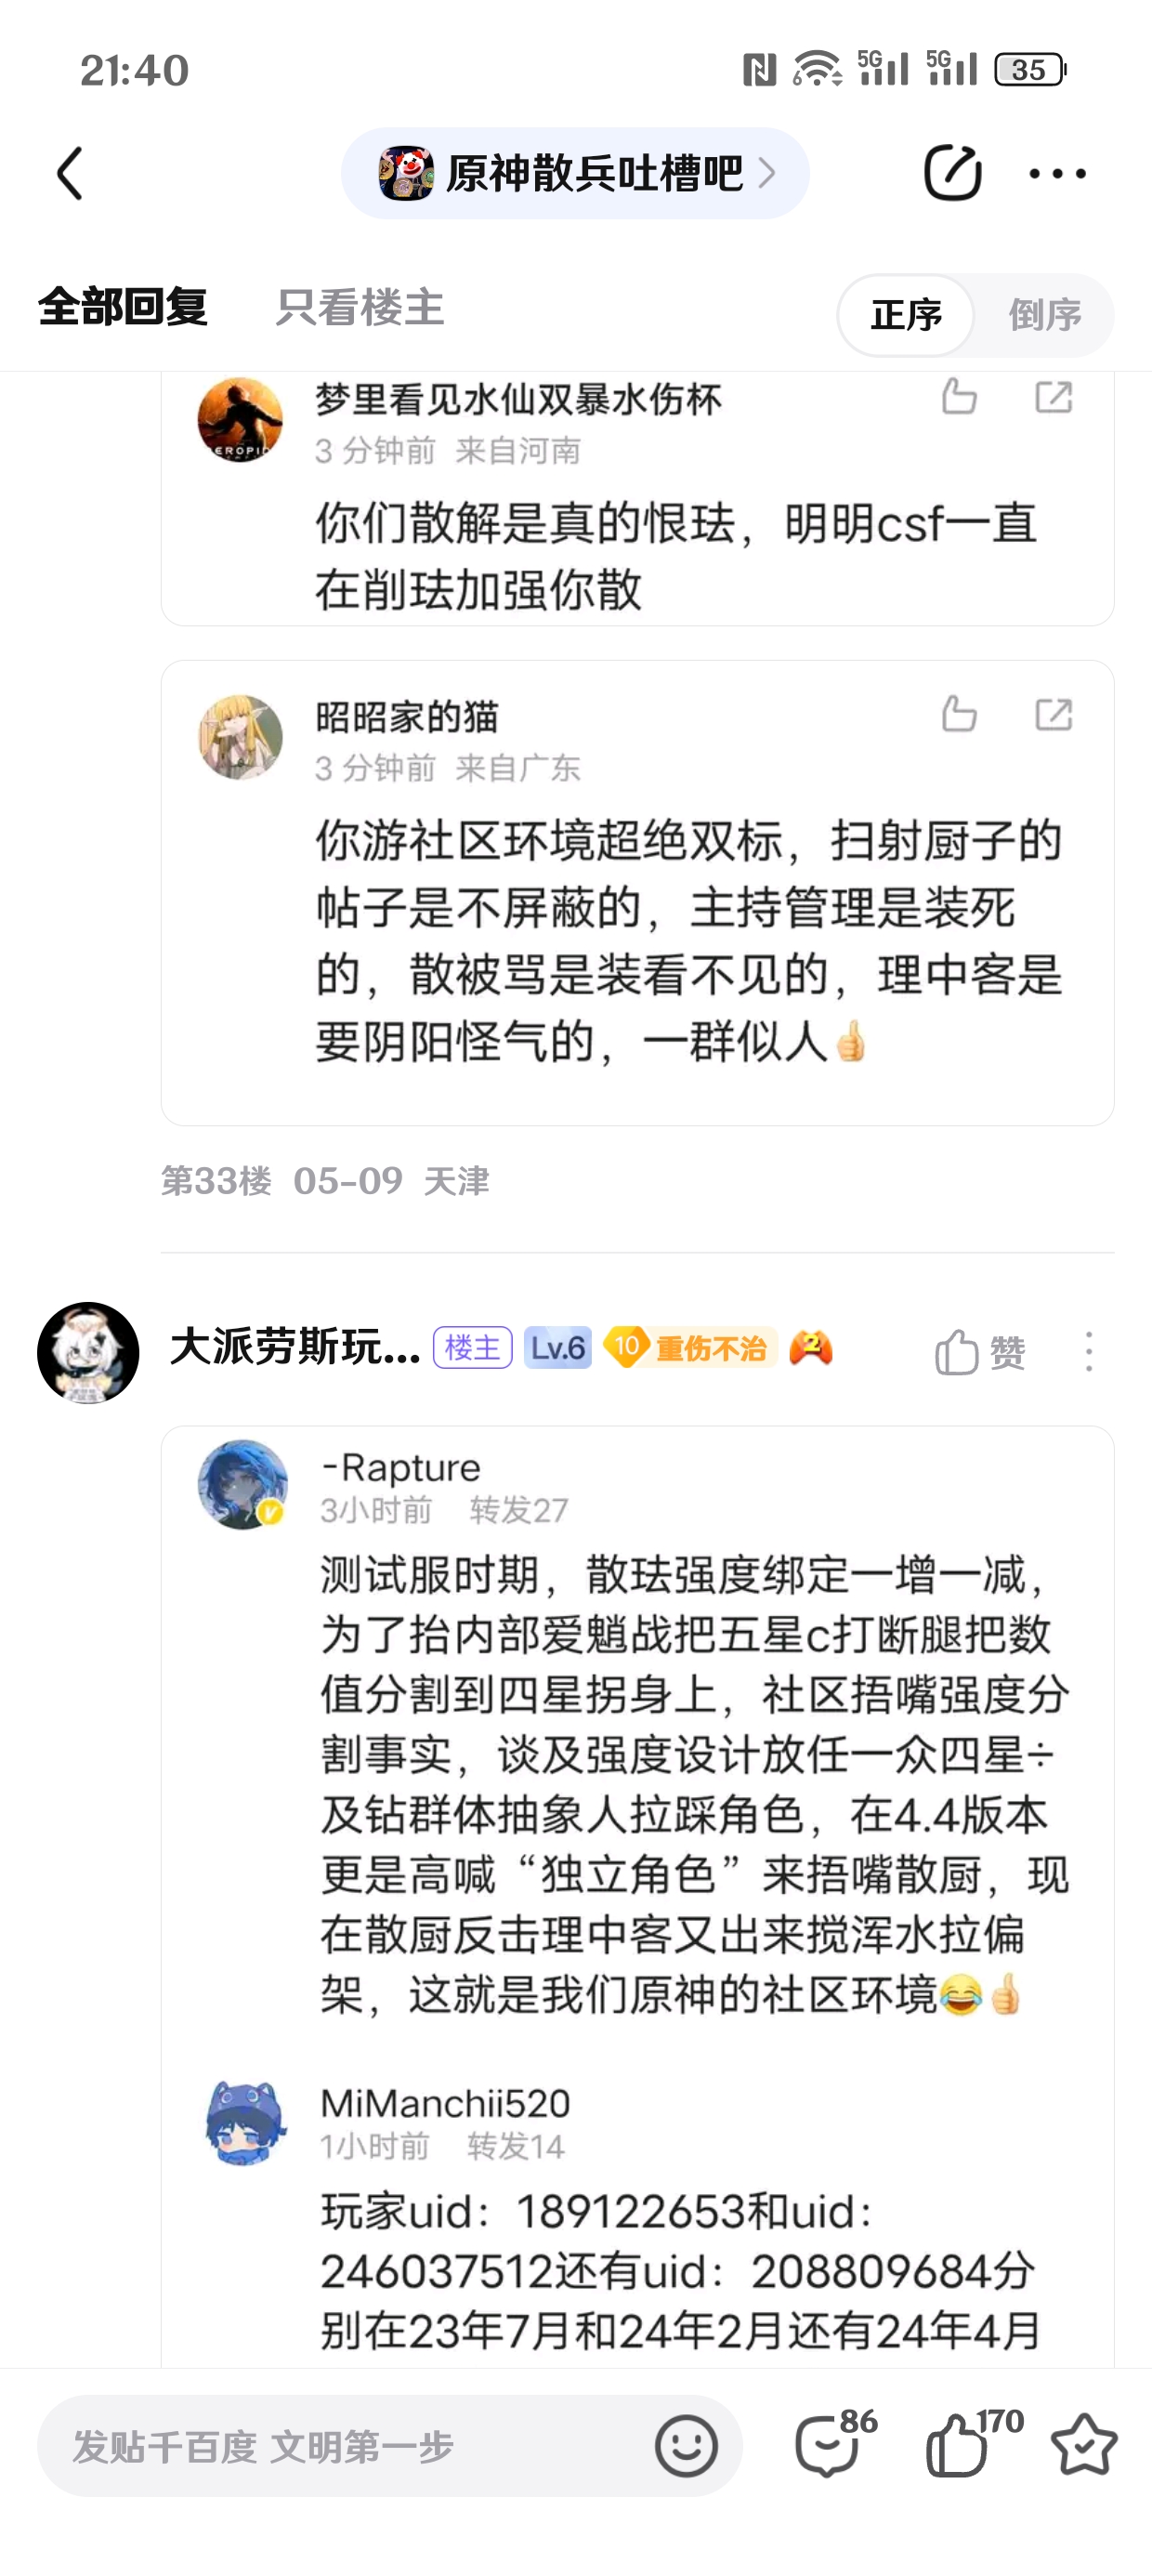 21:40
6 5G 5G 35
原神散兵吐槽吧
全部回复 只看楼主 正序 倒序
梦里看见水仙双暴水伤杯
EROPI
3 分钟前 来自河南
你们散解是真的恨珐，明明csf一直
在削珐加强你散
昭昭家的猫
3 分钟前 来自广东
你游社区环境超绝双标，扫射厨子的
帖子是不屏蔽的，主持管理是装死
的，散被骂是装看不见的，理中客是
要阴阳怪气的，一群似人👍
第33楼 05-09 天津
大派劳斯玩... 楼主 Lv.6 10 重伤不治 2 赞
-Rapture
3小时前 转发27
测试服时期，散珐强度绑定一增一减，
为了抬内部爱魈战把五星c打断腿把数
值分割到四星拐身上，社区捂嘴强度分
割事实，谈及强度设计放任一众四星÷
及钻群体抽象人拉踩角色，在4.4版本
更是高喊“独立角色”来捂嘴散厨，现
在散厨反击理中客又出来搅浑水拉偏
架，这就是我们原神的社区环境😂👍
MiManchii520
1小时前 转发14
玩家uid：189122653和uid：
246037512还有uid：208809684分
别在23年7月和24年2月还有24年4月
发贴千百度 文明第一步 86 170